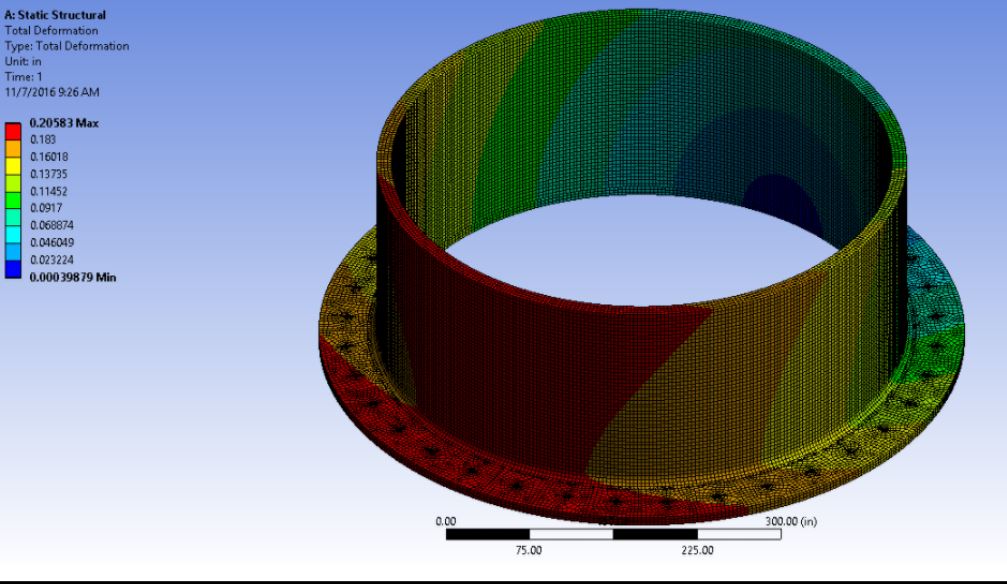 A: Static Structural
Total Deformation
Type: Total Deformation
Unit: in
Time: 1
11/7/2016 9:26 AM
0.20583 Max
0.183
0.16018
0.13735
0.11452
0.0917
0.068874
0.046049
0.023224
0.00039879 Min
0.00 300.00 (in)
75.00 225.00